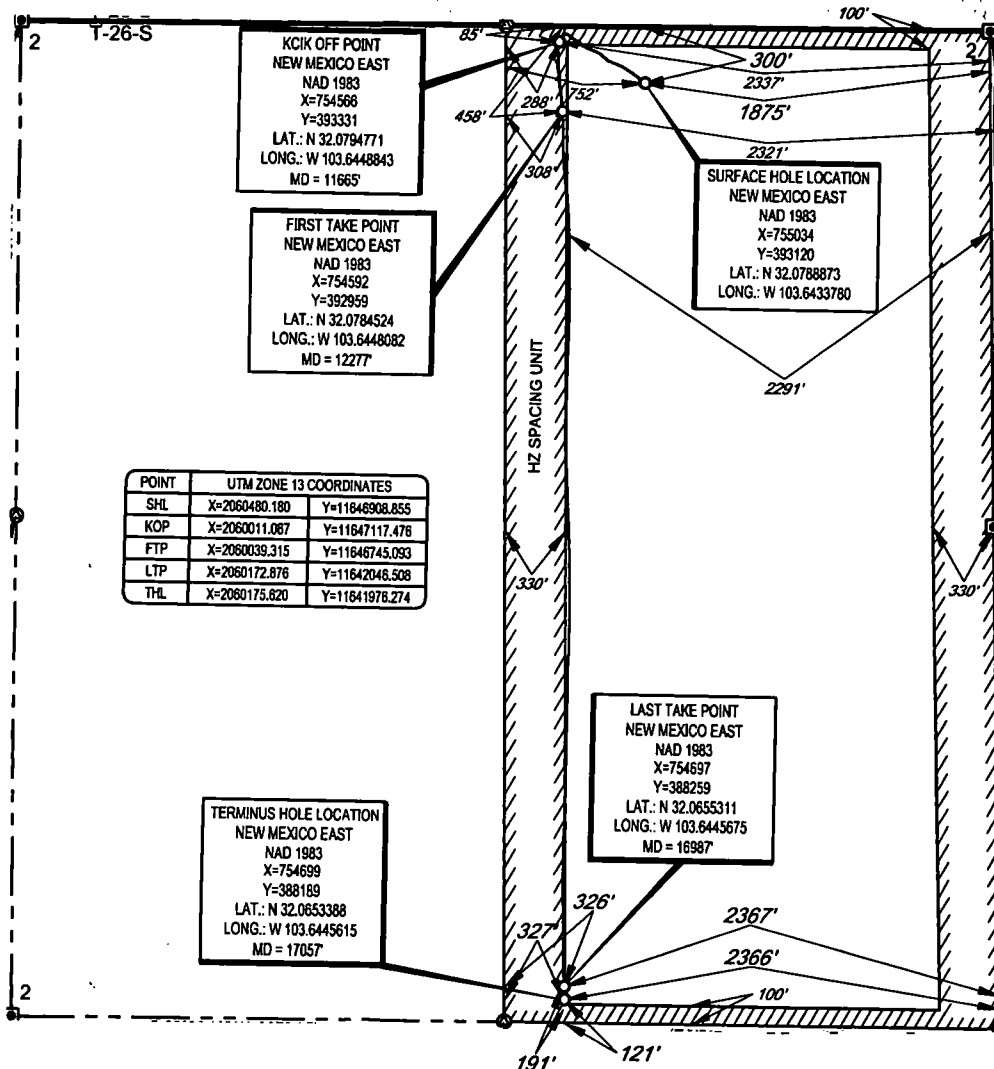 T-26-S
2
100'
KCIK OFF POINT
NEW MEXICO EAST
NAD 1983
X=754566
Y=393331
LAT.: N 32.0794771
LONG.: W 103.6448843
MD = 11665'
85'
300'
2
2337'
288'
752'
1875'
458'
2321'
308'
SURFACE HOLE LOCATION
NEW MEXICO EAST
NAD 1983
X=755034
Y=393120
LAT.: N 32.0788873
LONG.: W 103.6433780
FIRST TAKE POINT
NEW MEXICO EAST
NAD 1983
X=754592
Y=392959
LAT.: N 32.0784524
LONG.: W 103.6448082
MD = 12277'
2291'
HZ SPACING UNIT
POINT UTM ZONE 13 COORDINATES
SHL X=2060480.180 Y=11646908.855
KOP X=2060011.067 Y=11647117.476
FTP X=2060039.315 Y=11646745.093
LTP X=2060172.876 Y=11642046.508
THL X=2060175.620 Y=11641976.274
330'
330'
LAST TAKE POINT
NEW MEXICO EAST
NAD 1983
X=754697
Y=388259
LAT.: N 32.0655311
LONG.: W 103.6445675
MD = 16987'
TERMINUS HOLE LOCATION
NEW MEXICO EAST
NAD 1983
X=754699
Y=388189
LAT.: N 32.0653388
LONG.: W 103.6445615
MD = 17057'
326'
327'
2367'
2366'
2
100'
191'
121'